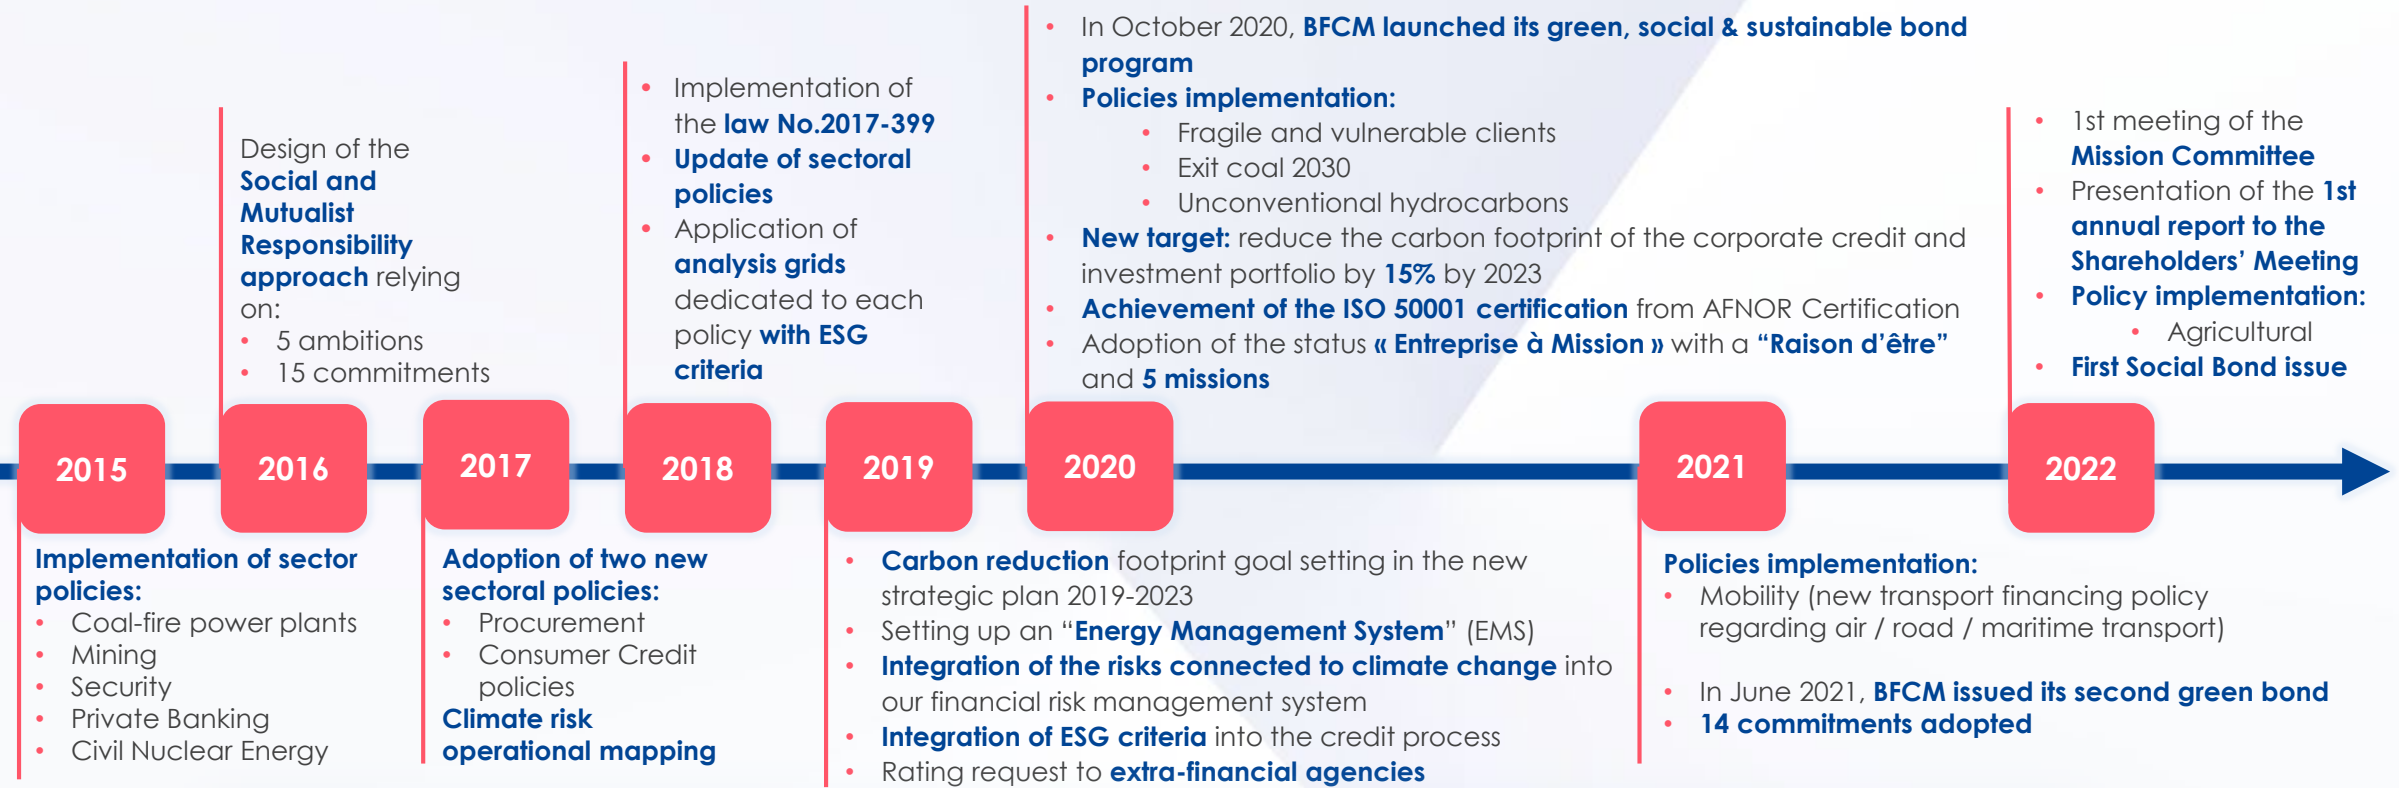 2015
Implementation of sector
policies:
• Coal-fire power plants
• Mining
• Security
• Private Banking
• Civil Nuclear Energy
Design of the
Social and
Mutualist
Responsibility
approach relying
on:
• 5 ambitions
• 15 commitments
2016
2017
Adoption of two new
sectoral policies:
• Procurement
• Consumer Credit
policies
Climate risk
operational mapping
• Implementation of
the law No.2017-399
• Update of sectoral
policies
• Application of
analysis grids
dedicated to each
policy with ESG
criteria
2018
2019
• Carbon reduction footprint goal setting in the new
strategic plan 2019-2023
• Setting up an “Energy Management System” (EMS)
• Integration of the risks connected to climate change into
our financial risk management system
• Integration of ESG criteria into the credit process
• Rating request to extra-financial agencies
• In October 2020, BFCM launched its green, social & sustainable bond
program
• Policies implementation:
• Fragile and vulnerable clients
• Exit coal 2030
• Unconventional hydrocarbons
• New target: reduce the carbon footprint of the corporate credit and
investment portfolio by 15% by 2023
• Achievement of the ISO 50001 certification from AFNOR Certification
• Adoption of the status « Entreprise à Mission » with a “Raison d’être”
and 5 missions
2020
2021
Policies implementation:
• Mobility (new transport financing policy
regarding air / road / maritime transport)
• In June 2021, BFCM issued its second green bond
• 14 commitments adopted
• 1st meeting of the
Mission Committee
• Presentation of the 1st
annual report to the
Shareholders’ Meeting
• Policy implementation:
• Agricultural
• First Social Bond issue
2022